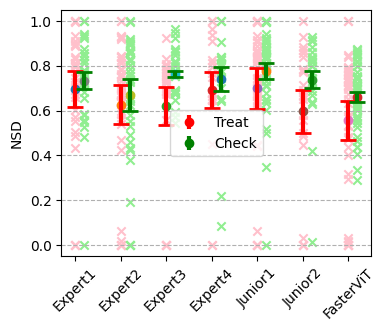 1.0
0.8
0.6
0.4
0.2
0.0
NSD
Treat
Check
Expert1
Expert2
Expert3
Expert4
Junior1
Junior2
FasterViT